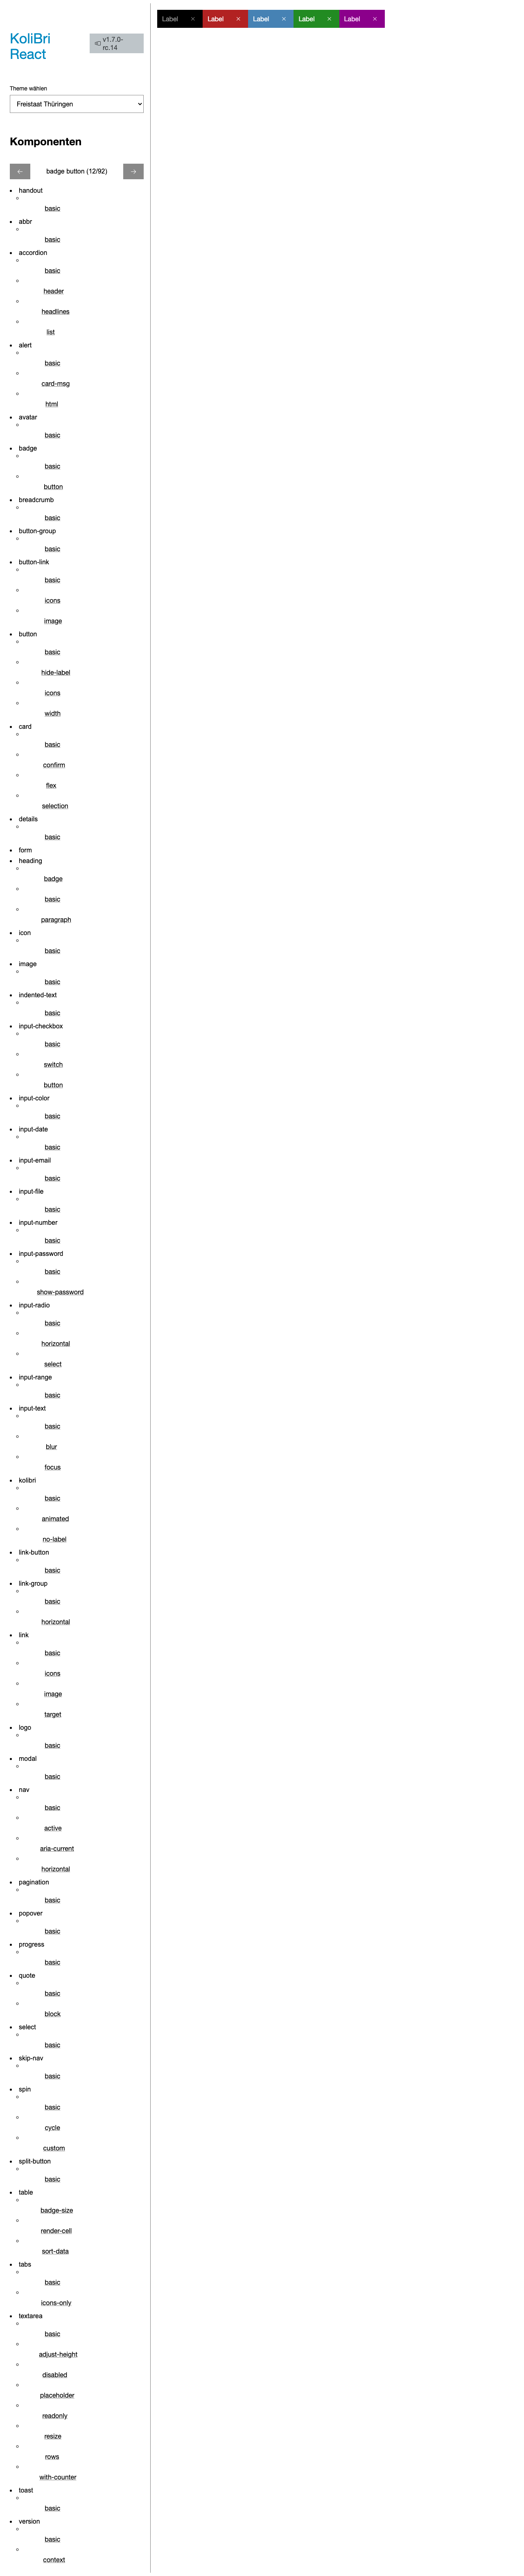 KoliBri
React
v1.7.0-
rc.14
Theme wählen
Freistaat Thüringen
Komponenten
badge button (12/92)
handout
basic
abbr
basic
accordion
basic
header
headlines
list
alert
basic
card-msg
html
avatar
basic
badge
basic
button
breadcrumb
basic
button-group
basic
button-link
basic
icons
image
button
basic
hide-label
icons
width
card
basic
confirm
flex
selection
details
basic
form
heading
badge
basic
paragraph
icon
basic
image
basic
indented-text
basic
input-checkbox
basic
switch
button
input-color
basic
input-date
basic
input-email
basic
input-file
basic
input-number
basic
input-password
basic
show-password
input-radio
basic
horizontal
select
input-range
basic
input-text
basic
blur
focus
kolibri
basic
animated
no-label
link-button
basic
link-group
basic
horizontal
link
basic
icons
image
target
logo
basic
modal
basic
nav
basic
active
aria-current
horizontal
pagination
basic
popover
basic
progress
basic
quote
basic
block
select
basic
skip-nav
basic
spin
basic
cycle
custom
split-button
basic
table
badge-size
render-cell
sort-data
tabs
basic
icons-only
textarea
basic
adjust-height
disabled
placeholder
readonly
resize
rows
with-counter
toast
basic
version
basic
context
Label Label Label Label Label